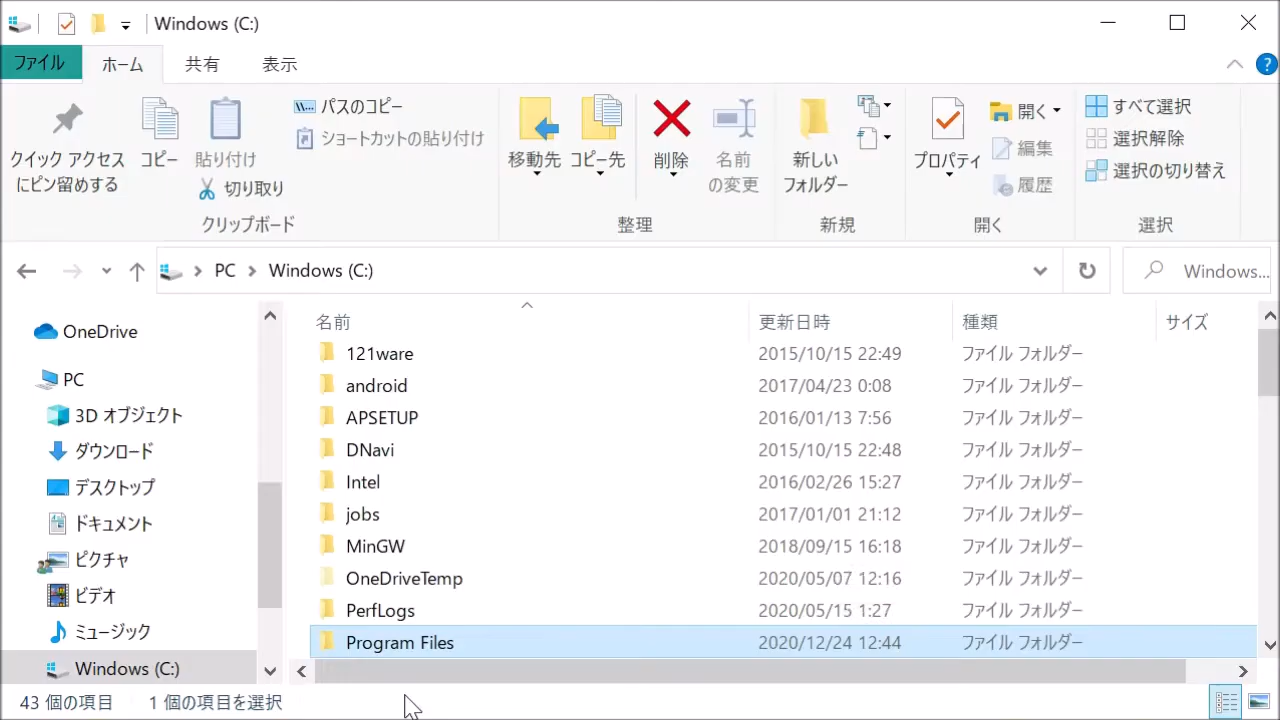 Windows (C:)
ファイル ホーム 共有 表示
クイック アクセス
にピン留めする
コピー
貼り付け
パスのコピー
ショートカットの貼り付け
切り取り
クリップボード
移動先
コピー先
削除
名前
の変更
整理
新しい
フォルダー
新規
プロパティ
開く
編集
履歴
開く
すべて選択
選択解除
選択の切り替え
選択
PC Windows (C:)
Windows...
OneDrive
PC
3D オブジェクト
ダウンロード
デスクトップ
ドキュメント
ピクチャ
ビデオ
ミュージック
Windows (C:)
名前 更新日時 種類 サイズ
121ware 2015/10/15 22:49 ファイル フォルダー
android 2017/04/23 0:08 ファイル フォルダー
APSETUP 2016/01/13 7:56 ファイル フォルダー
DNavi 2015/10/15 22:48 ファイル フォルダー
Intel 2016/02/26 15:27 ファイル フォルダー
jobs 2017/01/01 21:12 ファイル フォルダー
MinGW 2018/09/15 16:18 ファイル フォルダー
OneDriveTemp 2020/05/07 12:16 ファイル フォルダー
PerfLogs 2020/05/15 1:27 ファイル フォルダー
Program Files 2020/12/24 12:44 ファイル フォルダー
43 個の項目 1 個の項目を選択